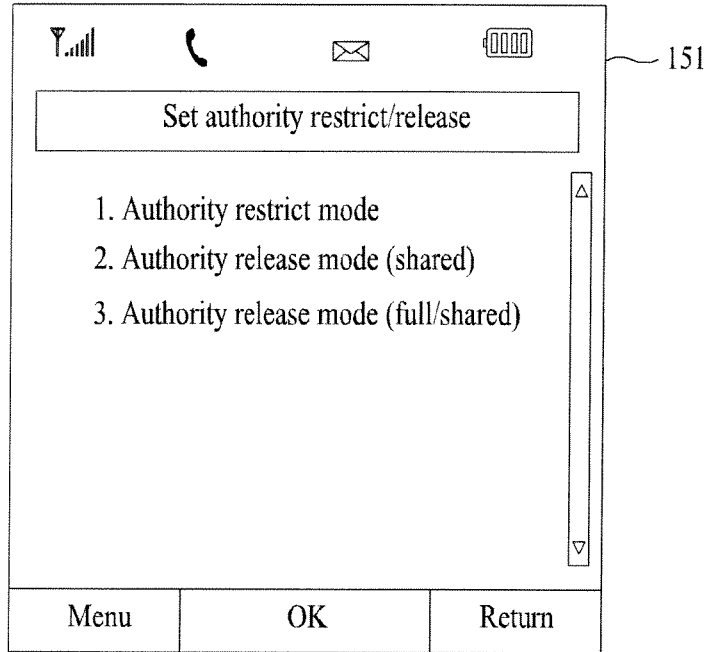 151
Set authority restrict/release
1. Authority restrict mode
2. Authority release mode (shared)
3. Authority release mode (full/shared)
Menu OK Return